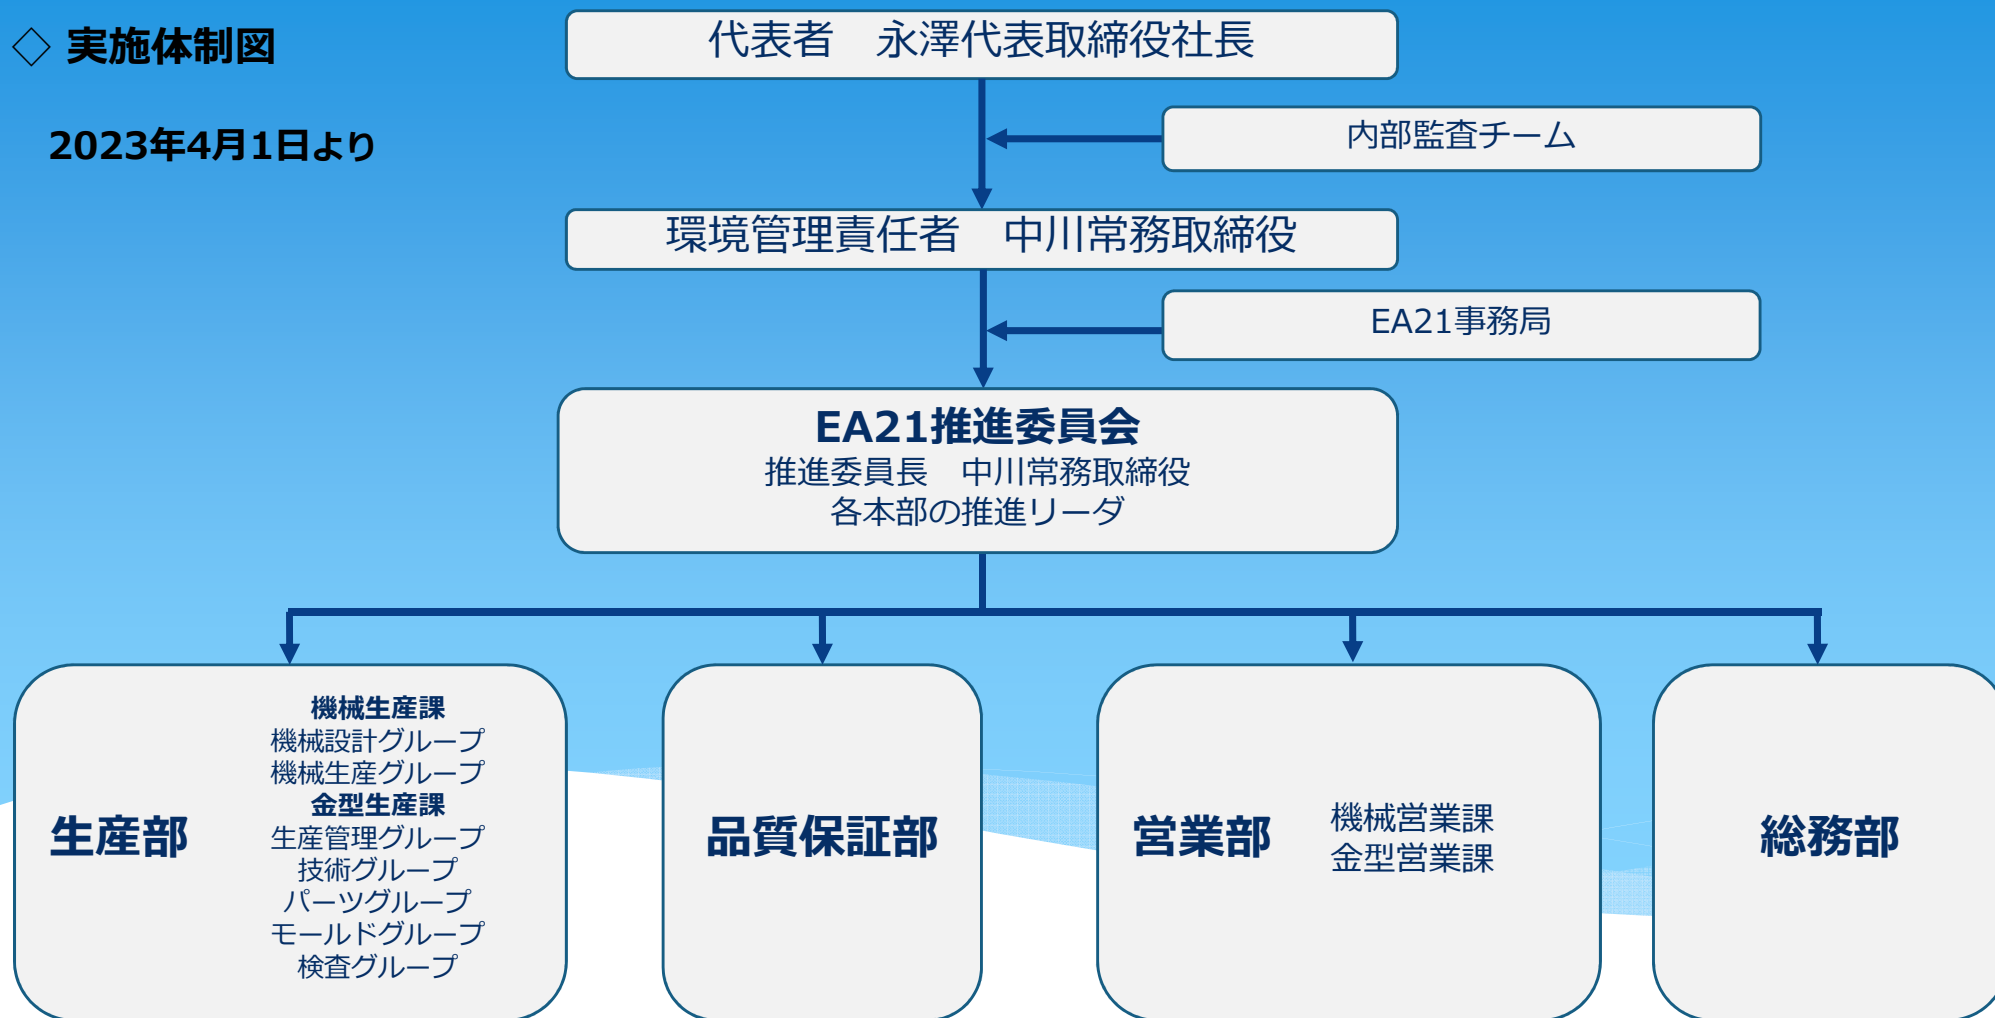 ◇ 実施体制図
2023年4月1日より
代表者　永澤代表取締役社長
内部監査チーム
環境管理責任者　中川常務取締役
EA21事務局
EA21推進委員会
推進委員長　中川常務取締役
各本部の推進リーダ
生産部
機械生産課
機械設計グループ
機械生産グループ
金型生産課
生産管理グループ
技術グループ
パーツグループ
モールドグループ
検査グループ
品質保証部
営業部
機械営業課
金型営業課
総務部